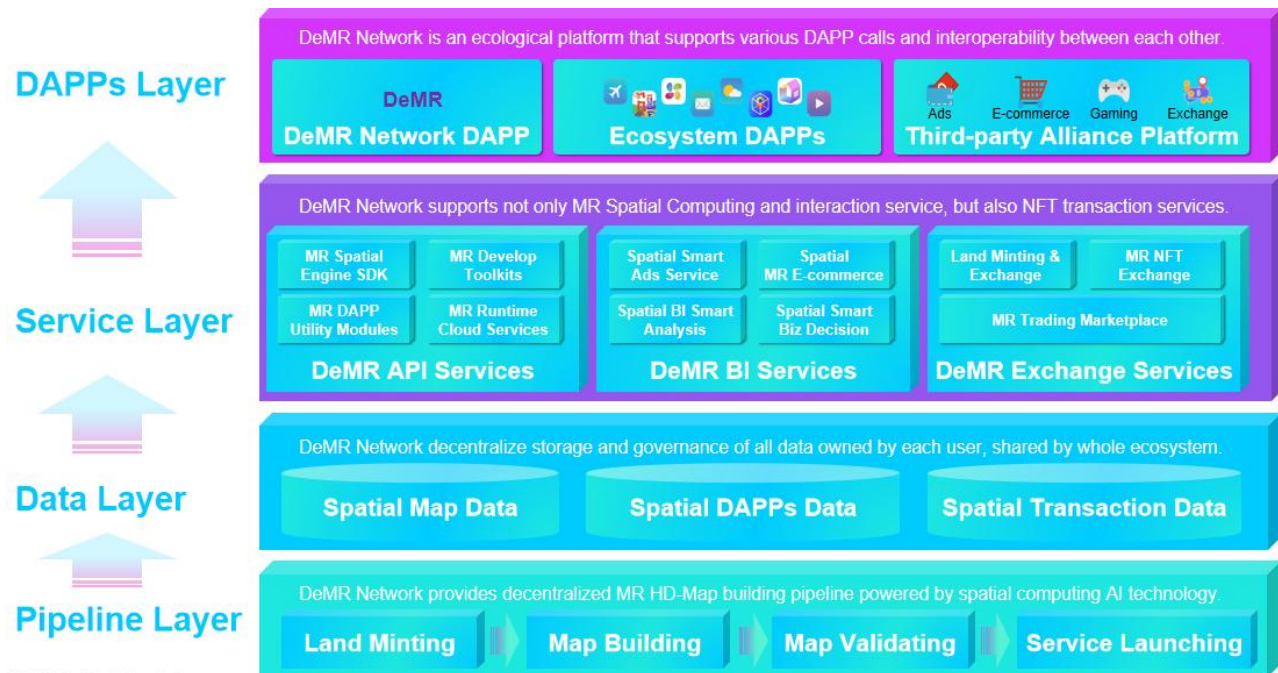 DAPPs Layer
DeMR Network is an ecological platform that supports various DAPP calls and interoperability between each other.
DeMR
DeMR Network DAPP
Ecosystem DAPPs
Ads
E-commerce
Gaming
Exchange
Third-party Alliance Platform
Service Layer
DeMR Network supports not only MR Spatial Computing and interaction service, but also NFT transaction services.
MR Spatial
Engine SDK
MR Develop
Toolkits
MR DAPP
Utility Modules
MR Runtime
Cloud Services
DeMR API Services
Spatial Smart
Ads Service
Spatial
MR E-commerce
Spatial BI Smart
Analysis
Spatial Smart
Biz Decision
DeMR BI Services
Land Minting &
Exchange
MR NFT
Exchange
MR Trading Marketplace
DeMR Exchange Services
Data Layer
DeMR Network decentralize storage and governance of all data owned by each user, shared by whole ecosystem.
Spatial Map Data
Spatial DAPPs Data
Spatial Transaction Data
Pipeline Layer
DeMR Network provides decentralized MR HD-Map building pipeline powered by spatial computing AI technology.
Land Minting
Map Building
Map Validating
Service Launching